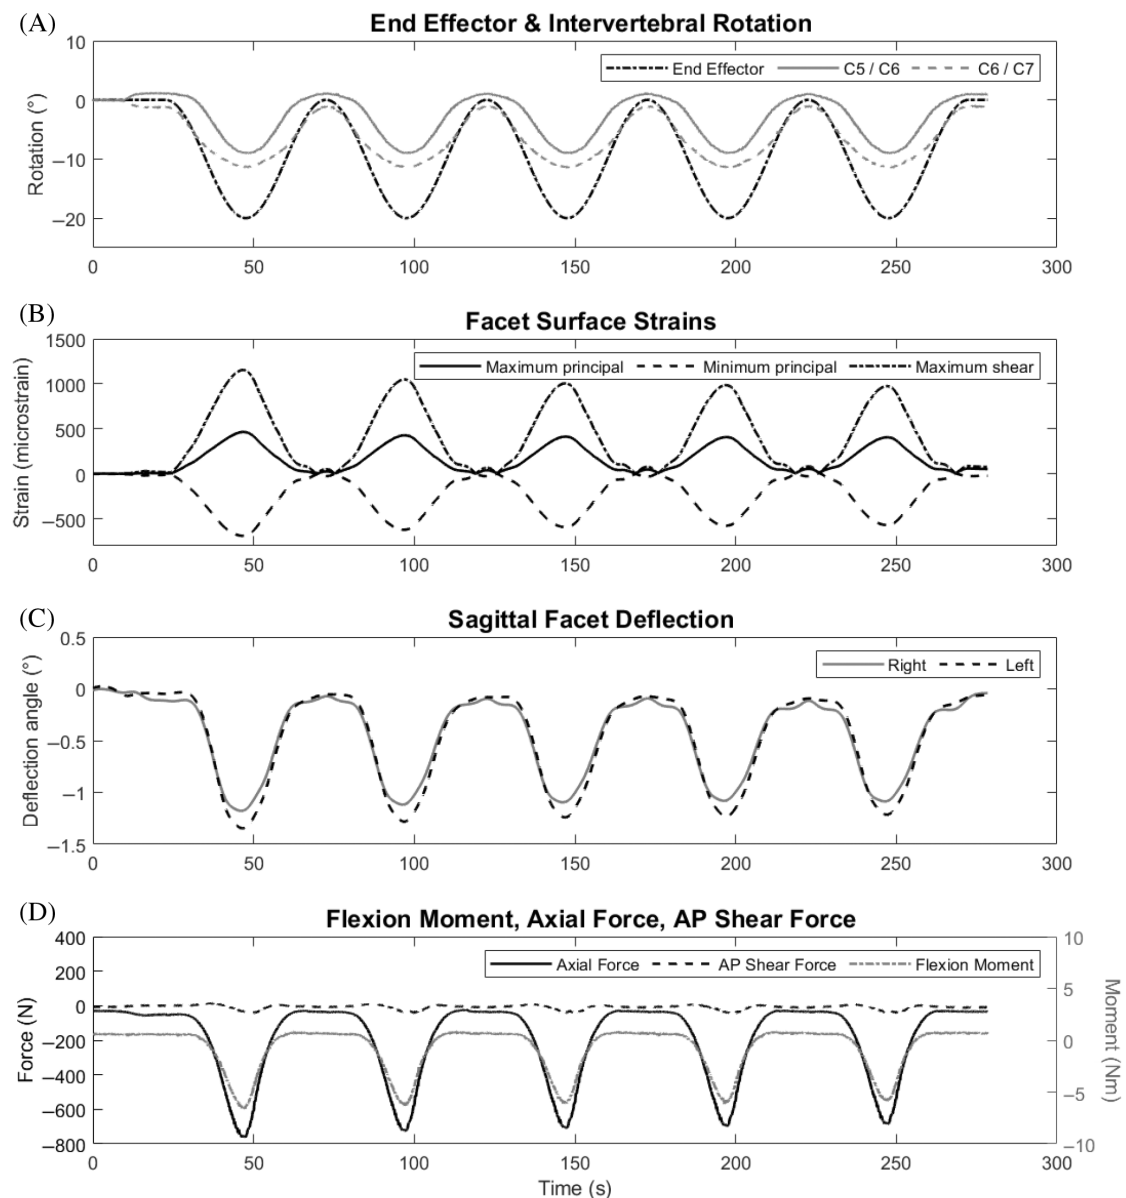 (A)
End Effector & Intervertebral Rotation
10
0
–10
–20
Rotation (°)
End Effector C5 / C6 C6 / C7
0 50 100 150 200 250 300
(B)
Facet Surface Strains
1500
1000
500
0
–500
Strain (microstrain)
Maximum principal Minimum principal Maximum shear
0 50 100 150 200 250 300
(C)
Sagittal Facet Deflection
0.5
0
–0.5
–1
–1.5
Deflection angle (°)
Right Left
0 50 100 150 200 250 300
(D)
Flexion Moment, Axial Force, AP Shear Force
400
200
0
–200
–400
–600
–800
Force (N)
Axial Force AP Shear Force Flexion Moment
10
5
0
–5
–10
Moment (Nm)
0 50 100 150 200 250 300
Time (s)